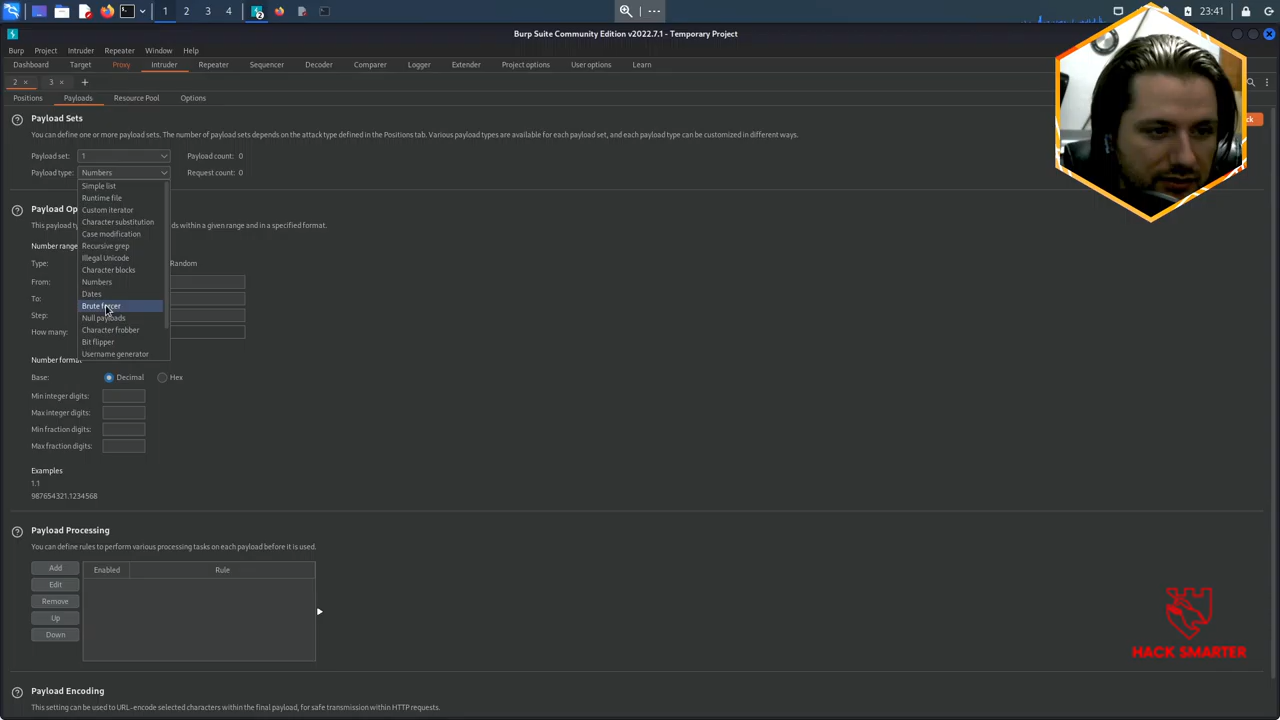 1 2 3 4
23:41
Burp Suite Community Edition v2022.7.1 - Temporary Project
Burp Project Intruder Repeater Window Help
Dashboard Target Proxy Intruder Repeater Sequencer Decoder Comparer Logger Extender Project options User options Learn
2 × 3 × +
Positions Payloads Resource Pool Options
Payload Sets
You can define one or more payload sets. The number of payload sets depends on the attack type defined in the Positions tab. Various payload types are available for each payload set, and each payload type can be customized in different ways.
Payload set: 1 Payload count: 0
Payload type: Numbers Request count: 0
Simple list
Runtime file
Custom iterator
Character substitution
Case modification
Recursive grep
Illegal Unicode
Character blocks
Numbers
Dates
Brute forcer
Null payloads
Character frobber
Bit flipper
Username generator
Payload Op
This payload ty ds within a given range and in a specified format.
Number range
Type: Random
From:
To:
Step:
How many:
Number format
Base: Decimal Hex
Min integer digits:
Max integer digits:
Min fraction digits:
Max fraction digits:
Examples
1.1
987654321.1234568
Payload Processing
You can define rules to perform various processing tasks on each payload before it is used.
Add
Edit
Remove
Up
Down
Enabled Rule
Payload Encoding
This setting can be used to URL-encode selected characters within the final payload, for safe transmission within HTTP requests.
HACK SMARTER